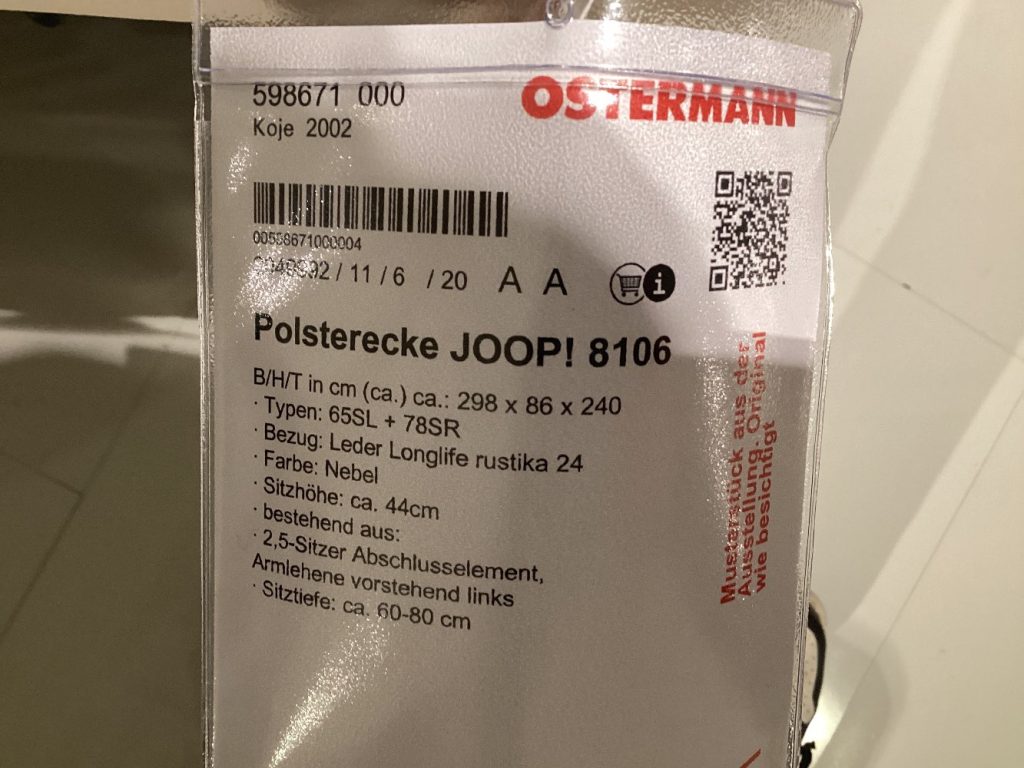 598671 000
OSTERMANN
Koje 2002
/ 11 / 6 / 20 A A
i
Polsterecke JOOP! 8106
B/H/T in cm (ca.) ca.: 298 x 86 x 240
· Typen: 65SL + 78SR
· Bezug: Leder Longlife rustika 24
· Farbe: Nebel
· Sitzhöhe: ca. 44cm
· bestehend aus:
· 2,5-Sitzer Abschlusselement,
Armlehene vorstehend links
· Sitztiefe: ca. 60-80 cm
Musterstück aus der
Ausstellung. Original
wie besichtigt